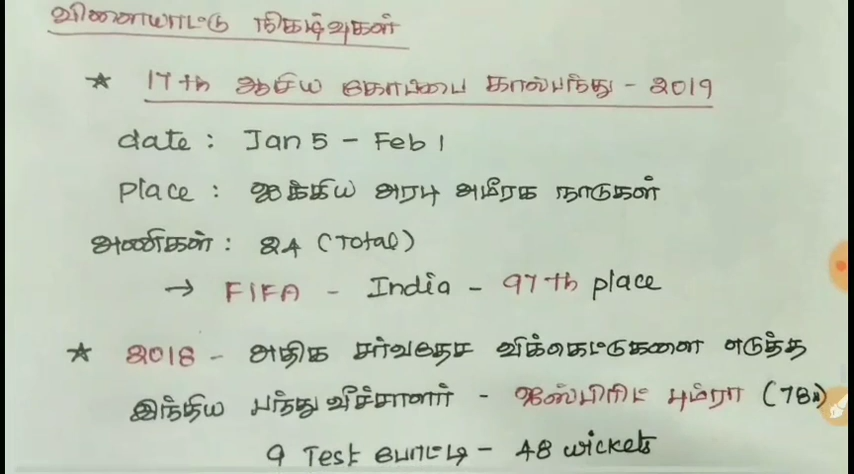 விளையாட்டு நிகழ்வுகள்
* 17th ஆசிய கோப்பை கால்பந்து - 2019
date : Jan 5 - Feb 1
place : ஐக்கிய அரபு அமீரக நாடுகள்
அணிகள் : 24 (Total)
→ FIFA - India - 97th place
* 2018 - அதிக சர்வதேச விக்கெட்டுகளை எடுத்த
இந்திய பந்து வீச்சாளர் - ஜஸ்பிரிட் பும்ரா (78)
9 Test போட்டி - 48 wickets